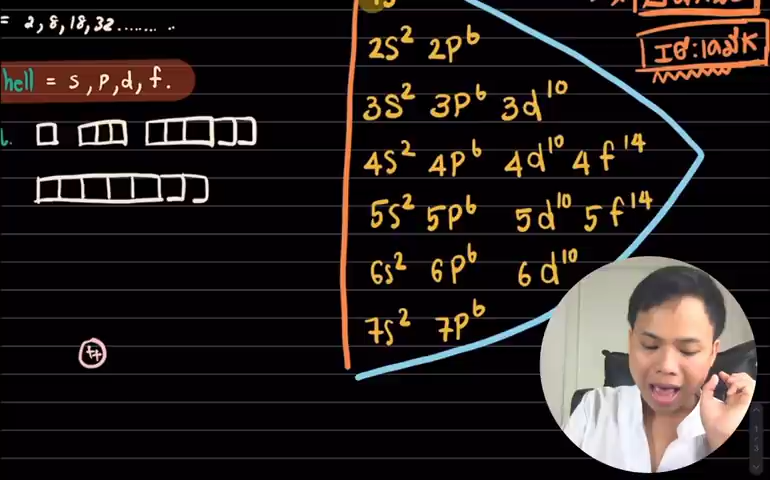 = 2, 8, 18, 32........ ..
hell = s, p, d, f.
2s² 2p⁶
3s² 3p⁶ 3d¹⁰
4s² 4p⁶ 4d¹⁰ 4f¹⁴
5s² 5p⁶ 5d¹⁰ 5f¹⁴
6s² 6p⁶ 6d¹⁰
7s² 7p⁶